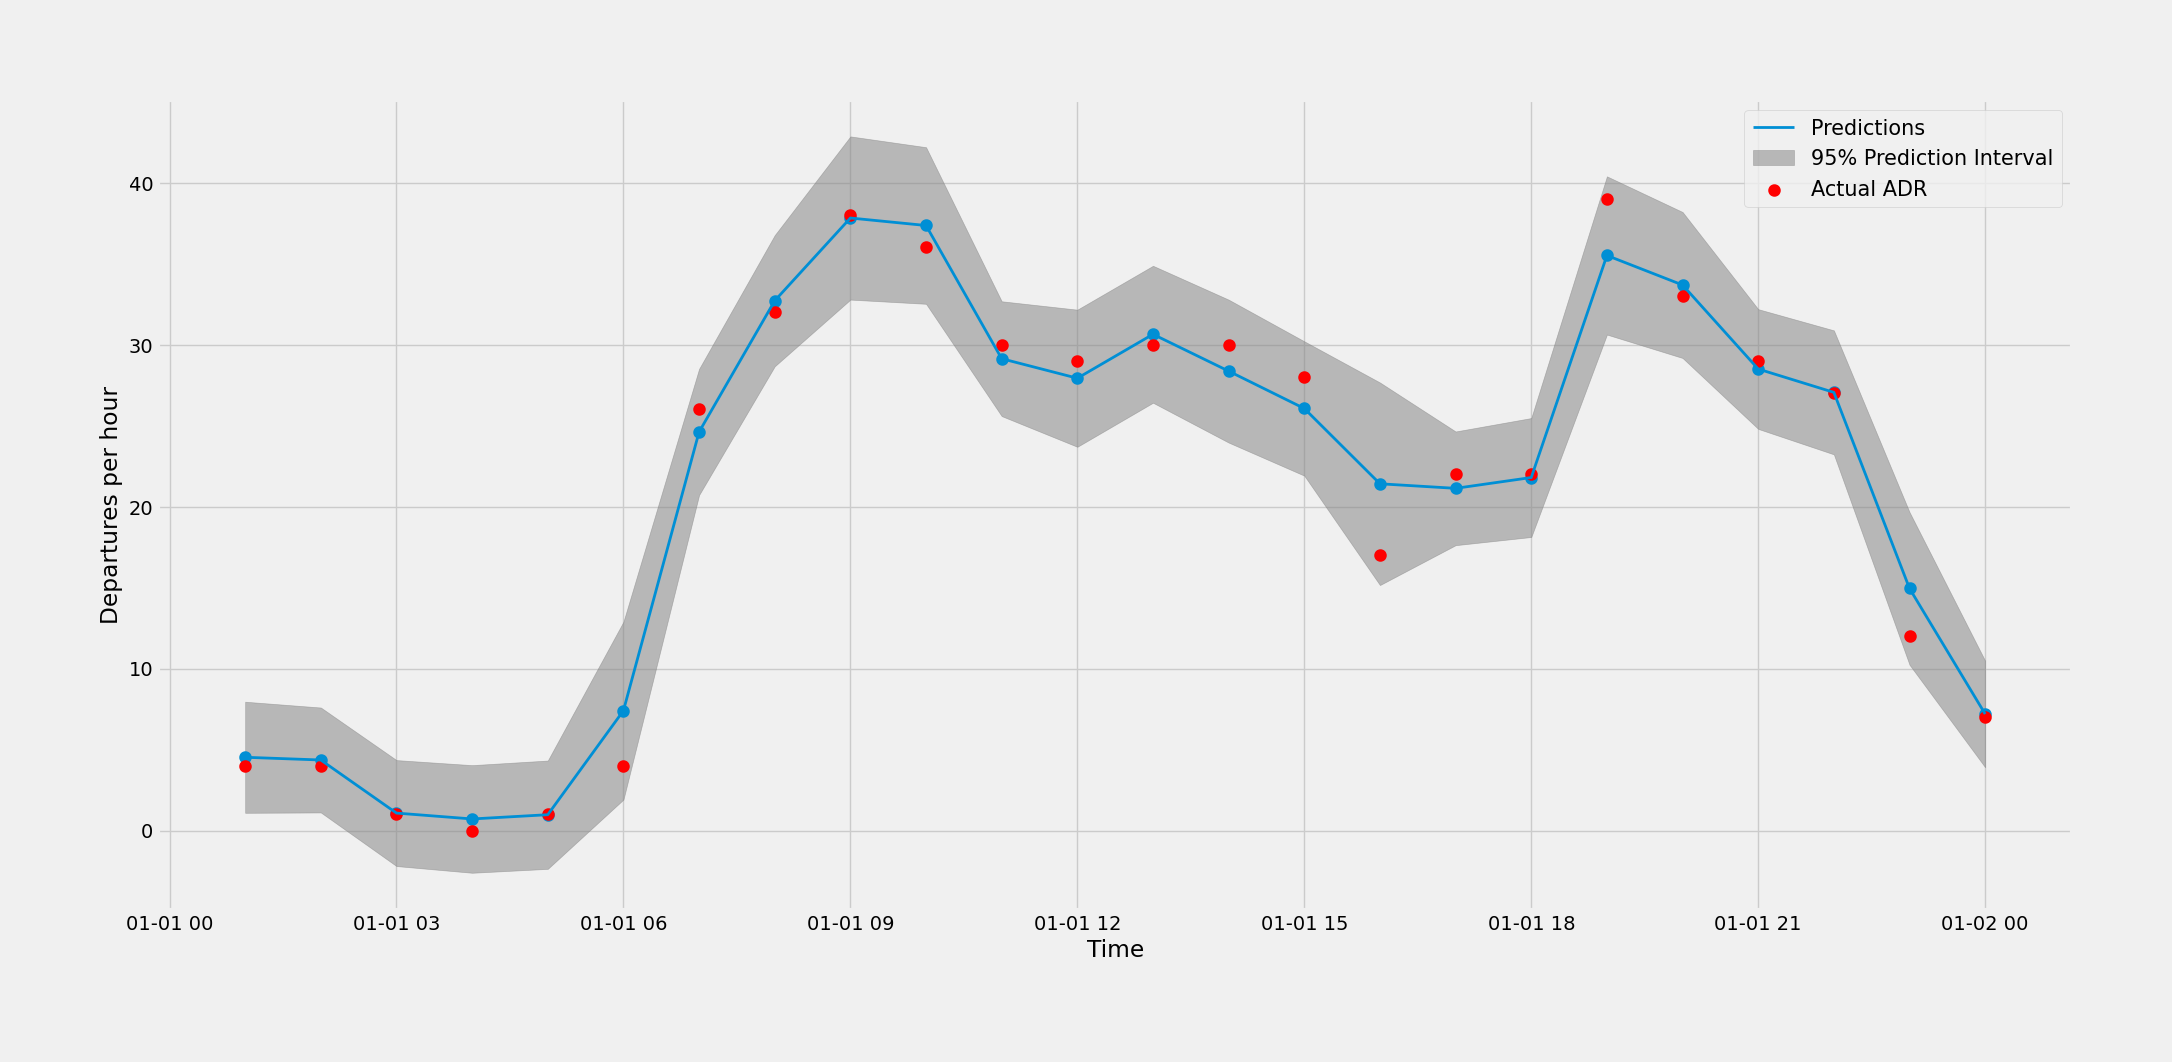 Predictions
95% Prediction Interval
Actual ADR
40
30
20
10
0
Departures per hour
01-01 00
01-01 03
01-01 06
01-01 09
01-01 12
01-01 15
01-01 18
01-01 21
01-02 00
Time